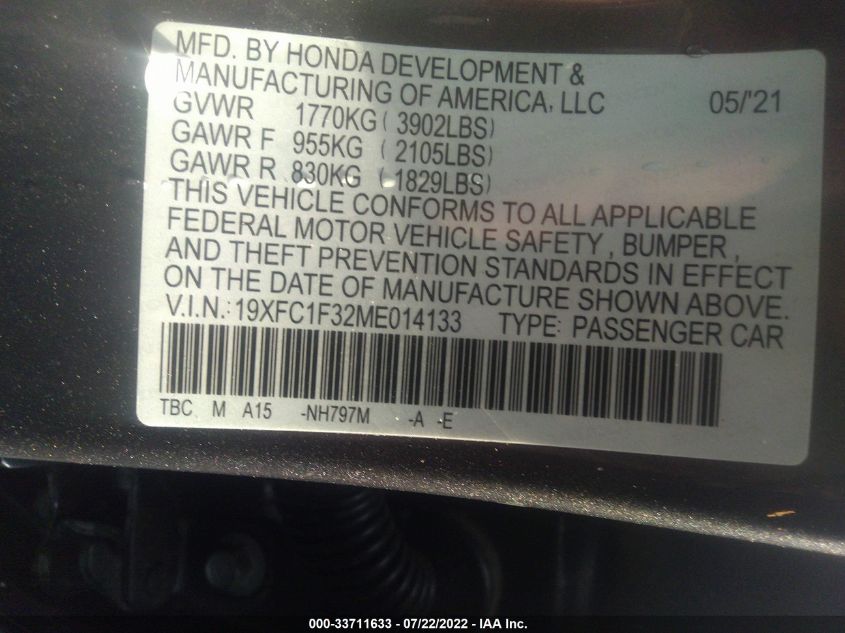 MFD. BY HONDA DEVELOPMENT &
MANUFACTURING OF AMERICA, LLC 05/'21
GVWR 1770KG (3902LBS)
GAWR F 955KG (2105LBS)
GAWR R 830KG (1829LBS)
THIS VEHICLE CONFORMS TO ALL APPLICABLE
FEDERAL MOTOR VEHICLE SAFETY, BUMPER,
AND THEFT PREVENTION STANDARDS IN EFFECT
ON THE DATE OF MANUFACTURE SHOWN ABOVE.
V.I.N.: 19XFC1F32ME014133 TYPE: PASSENGER CAR
TBC M A15 -NH797M -A -E
000-33711633 - 07/22/2022 - IAA Inc.